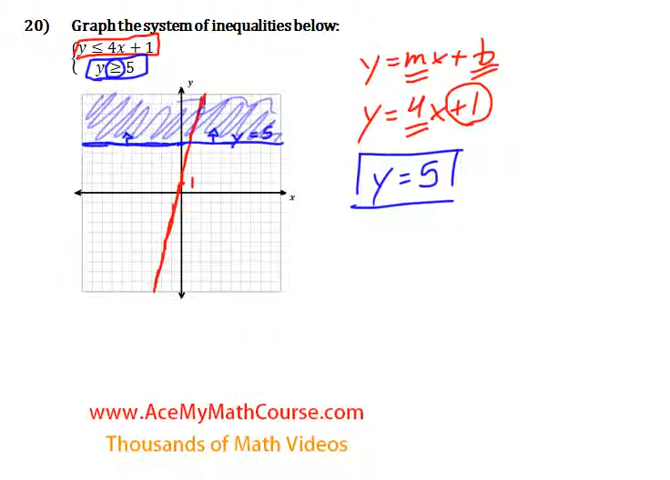 20) Graph the system of inequalities below:
y ≤ 4x + 1
y ≥ 5
y = mx + b
y = 4x +1
y = 5
y
y = 5
1
x
www.AceMyMathCourse.com
Thousands of Math Videos